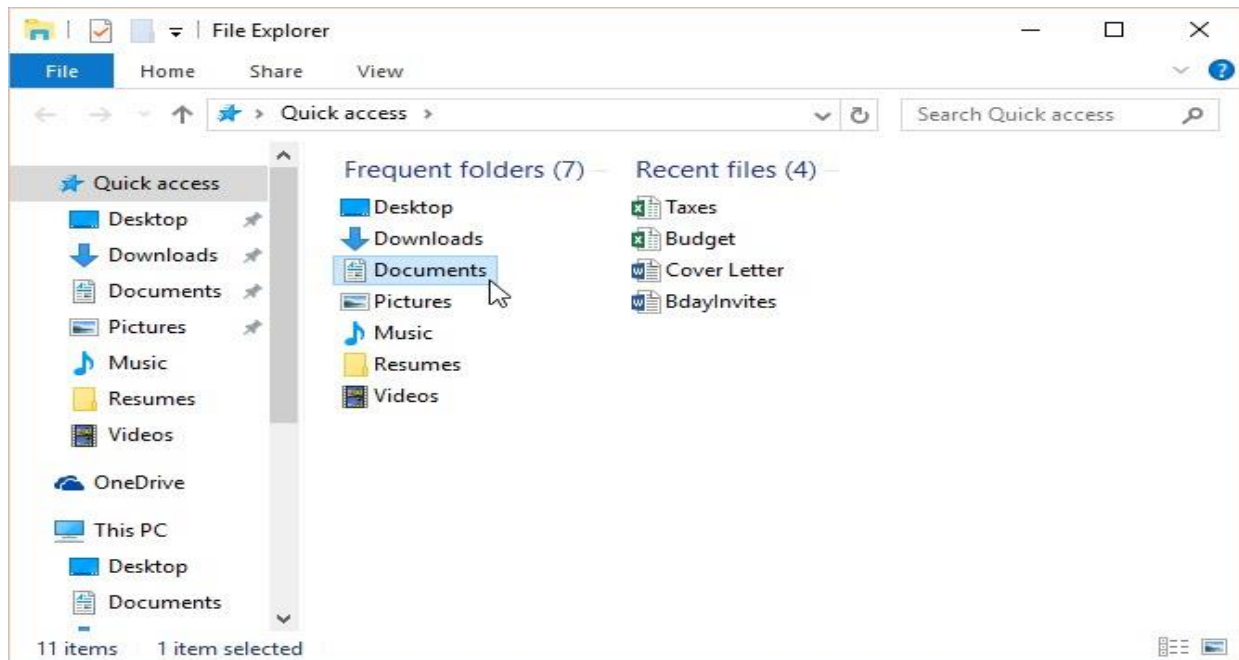 File Explorer
File Home Share View
Quick access Search Quick access
Quick access
Desktop
Downloads
Documents
Pictures
Music
Resumes
Videos
OneDrive
This PC
Desktop
Documents
Frequent folders (7)
Desktop
Downloads
Documents
Pictures
Music
Resumes
Videos
Recent files (4)
Taxes
Budget
Cover Letter
BdayInvites
11 items 1 item selected